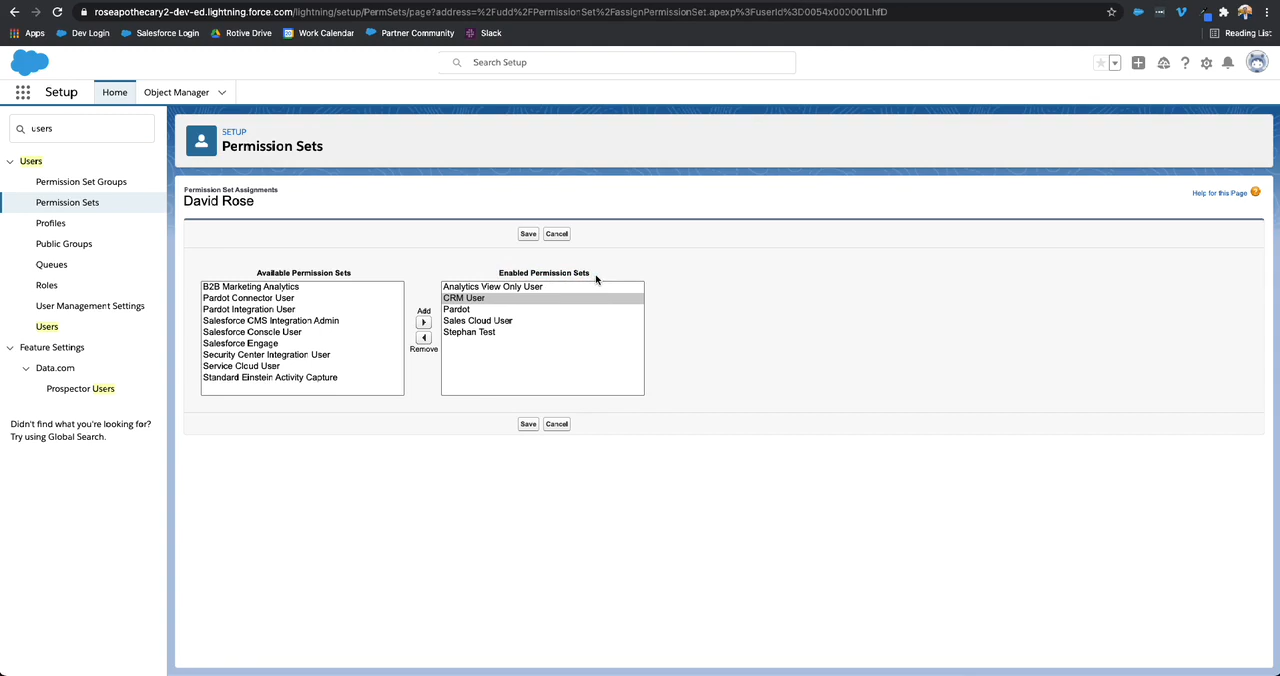 roseapothecary2-dev-ed.lightning.force.com/lightning/setup/PermSets/page?address=%2Fudd%2FPermissionSet%2FassignPermissionSet.apexp%3FuserId%3D0054x000001LhfD
Apps Dev Login Salesforce Login Rotive Drive Work Calendar Partner Community Slack Reading List
Search Setup
Setup Home Object Manager
users
SETUP
Permission Sets
Users
Permission Set Groups
Permission Sets
Profiles
Public Groups
Queues
Roles
User Management Settings
Users
Feature Settings
Data.com
Prospector Users
Didn't find what you're looking for?
Try using Global Search.
Permission Set Assignments
David Rose
Help for this Page
Save Cancel
Available Permission Sets
B2B Marketing Analytics
Pardot Connector User
Pardot Integration User
Salesforce CMS Integration Admin
Salesforce Console User
Salesforce Engage
Security Center Integration User
Service Cloud User
Standard Einstein Activity Capture
Add
Remove
Enabled Permission Sets
Analytics View Only User
CRM User
Pardot
Sales Cloud User
Stephan Test
Save Cancel